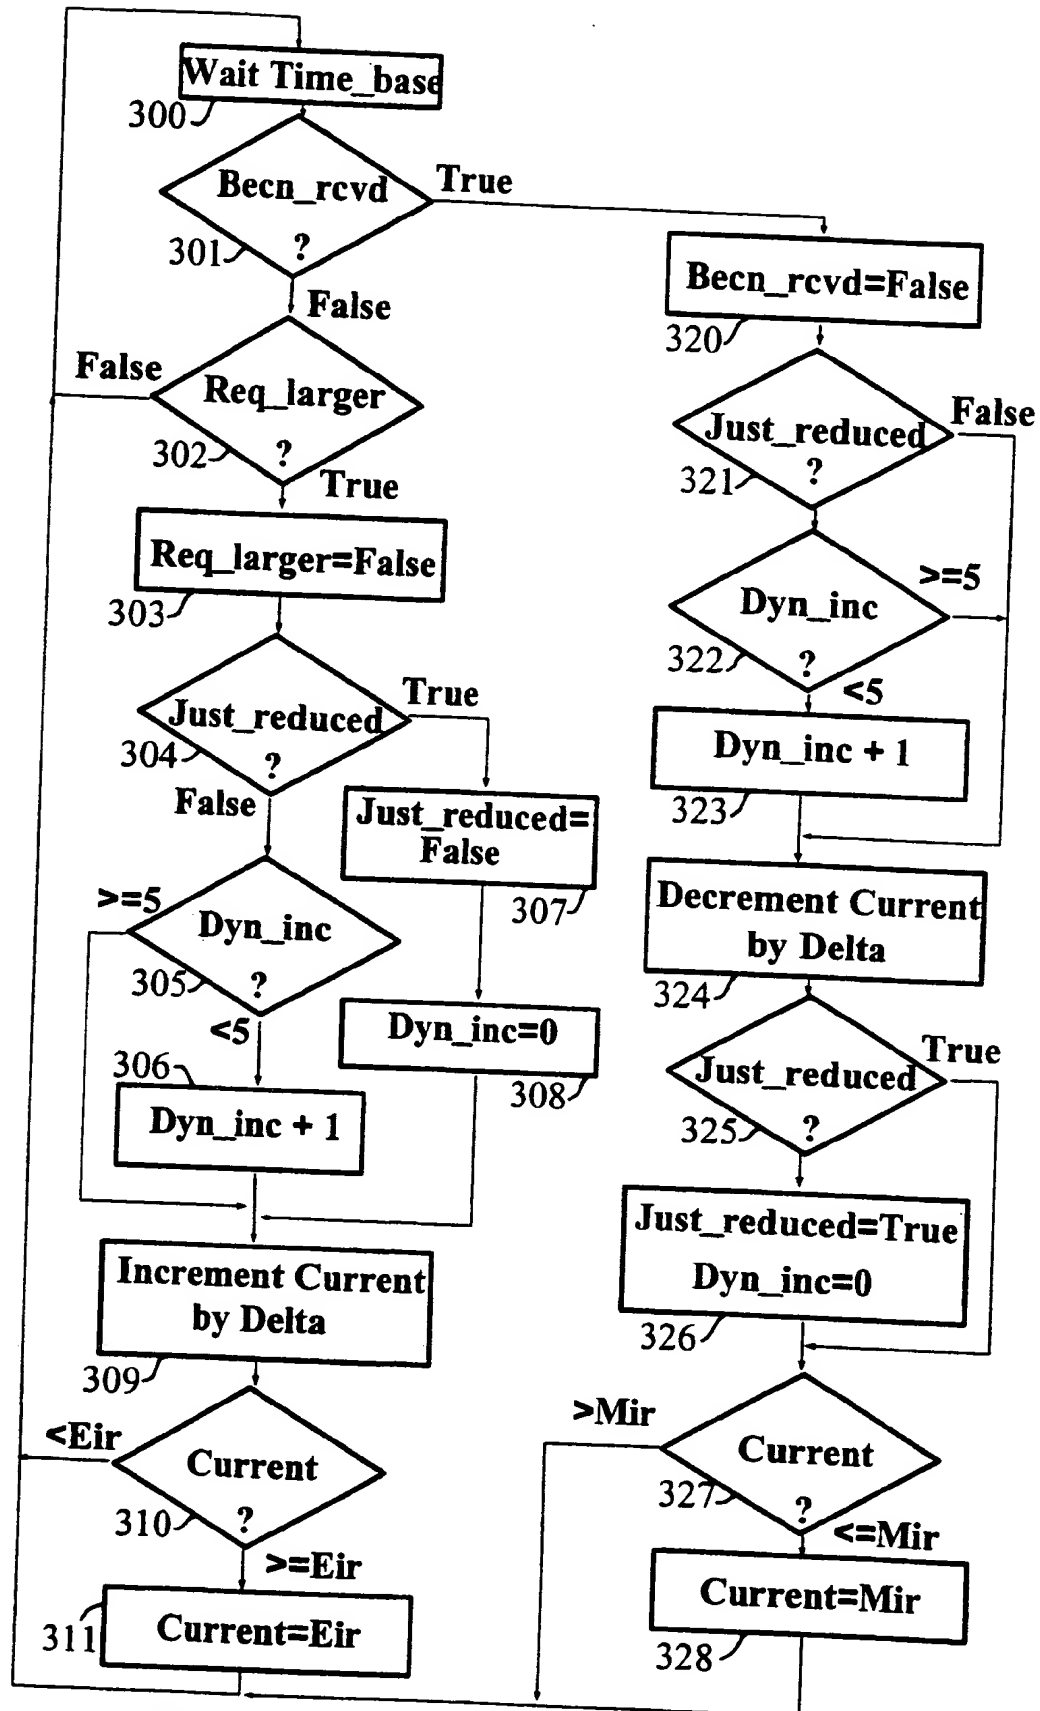 Wait Time_base
300
Becn_rcvd
?
301
True
False
Req_larger
?
302
False
True
Req_larger=False
303
Just_reduced
?
304
True
False
Just_reduced=
False
307
Dyn_inc
?
305
>=5
<5
306
Dyn_inc + 1
Dyn_inc=0
308
Increment Current
by Delta
309
Current
?
310
<Eir
>=Eir
311
Current=Eir
Becn_rcvd=False
320
Just_reduced
?
321
False
Dyn_inc
?
322
>=5
<5
Dyn_inc + 1
323
Decrement Current
by Delta
324
Just_reduced
?
325
True
Just_reduced=True
Dyn_inc=0
326
Current
?
327
>Mir
<=Mir
Current=Mir
328